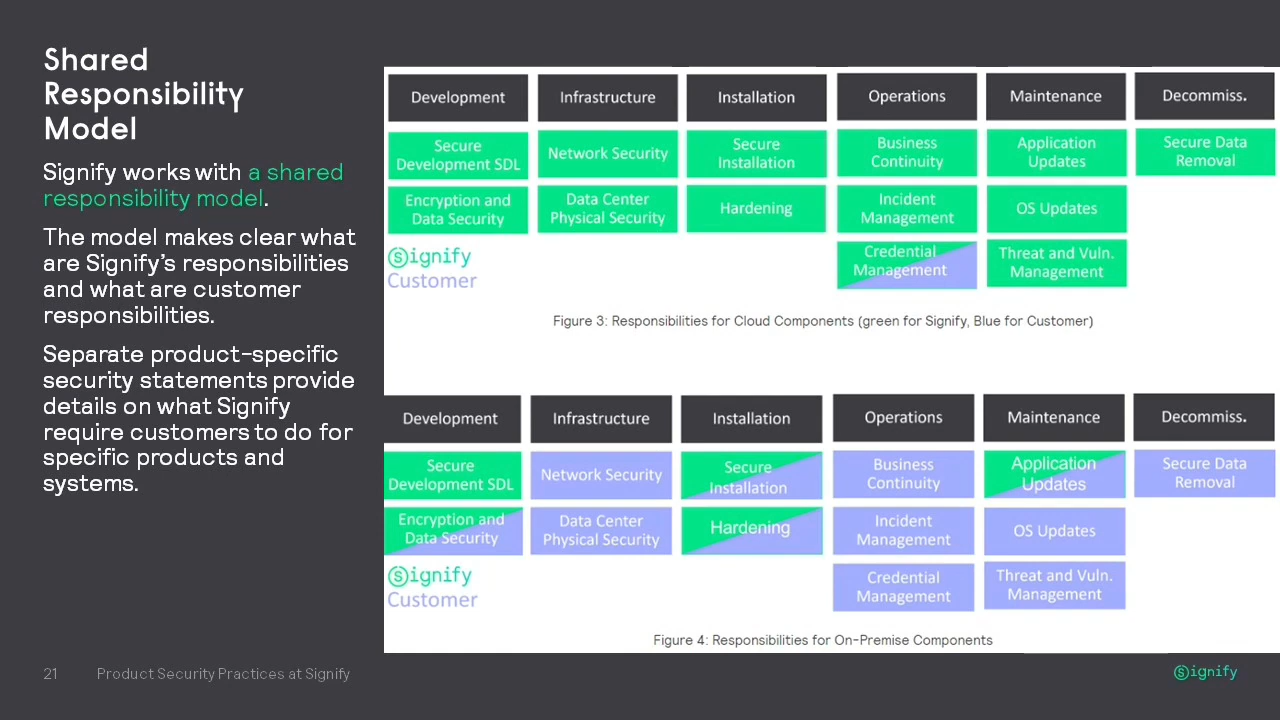 Shared
Responsibility
Model
Signify works with a shared
responsibility model.
The model makes clear what
are Signify's responsibilities
and what are customer
responsibilities.
Separate product-specific
security statements provide
details on what Signify
require customers to do for
specific products and
systems.
Development
Infrastructure
Installation
Operations
Maintenance
Decommiss.
Secure
Development SDL
Network Security
Secure
Installation
Business
Continuity
Application
Updates
Secure Data
Removal
Encryption and
Data Security
Data Center
Physical Security
Hardening
Incident
Management
OS Updates
Signify
Customer
Credential
Management
Threat and Vuln.
Management
Figure 3: Responsibilities for Cloud Components (green for Signify, Blue for Customer)
Development
Infrastructure
Installation
Operations
Maintenance
Decommiss.
Secure
Development SDL
Network Security
Secure
Installation
Business
Continuity
Application
Updates
Secure Data
Removal
Encryption and
Data Security
Data Center
Physical Security
Hardening
Incident
Management
OS Updates
Signify
Customer
Credential
Management
Threat and Vuln.
Management
Figure 4: Responsibilities for On-Premise Components
21 Product Security Practices at Signify
Signify